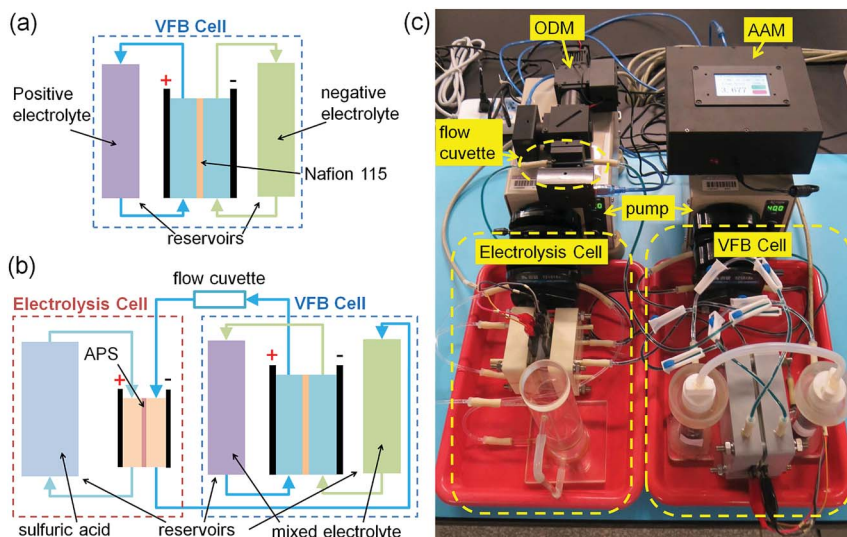 (a)
VFB Cell
+
-
Positive
electrolyte
negative
electrolyte
Nafion 115
reservoirs
(b)
flow cuvette
Electrolysis Cell
VFB Cell
APS
+
-
+
-
sulfuric acid
reservoirs
mixed electrolyte
(c)
ODM
AAM
flow
cuvette
pump
400
Electrolysis Cell
VFB Cell